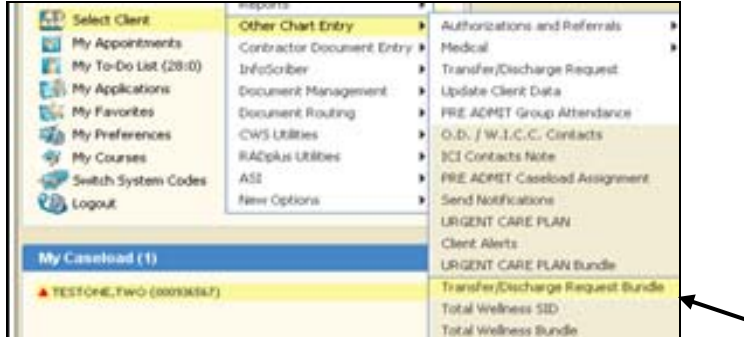 Select Client
My Appointments
My To-Do List (28:0)
My Applications
My Favorites
My Preferences
My Courses
Switch System Codes
Logout
Reports
Other Chart Entry
Contractor Document Entry
InfoScriber
Document Management
Document Routing
CWS Utilities
RADplus Utilities
ASI
New Options
Authorizations and Referrals
Medical
Transfer/Discharge Request
Update Client Data
PRE ADMIT Group Attendance
O.D. / W.I.C.C. Contacts
ICI Contacts Note
PRE ADMIT Caseload Assignment
Send Notifications
URGENT CARE PLAN
Client Alerts
URGENT CARE PLAN Bundle
Transfer/Discharge Request Bundle
Total Wellness SID
Total Wellness Bundle
My Caseload (1)
TESTONE,TWO (000936567)